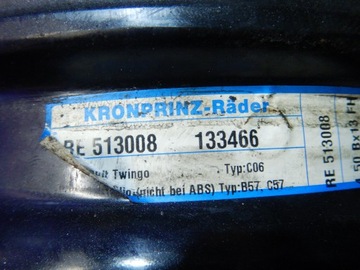 KRONPRINZ-Räder
RE 513008 133466
Twingo Typ:C06
(nicht bei ABS) Typ:B57, C57,
RE 513008